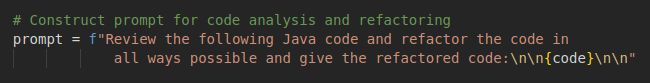 # Construct prompt for code analysis and refactoring
prompt = f"Review the following Java code and refactor the code in
all ways possible and give the refactored code:\n\n{code}\n\n"